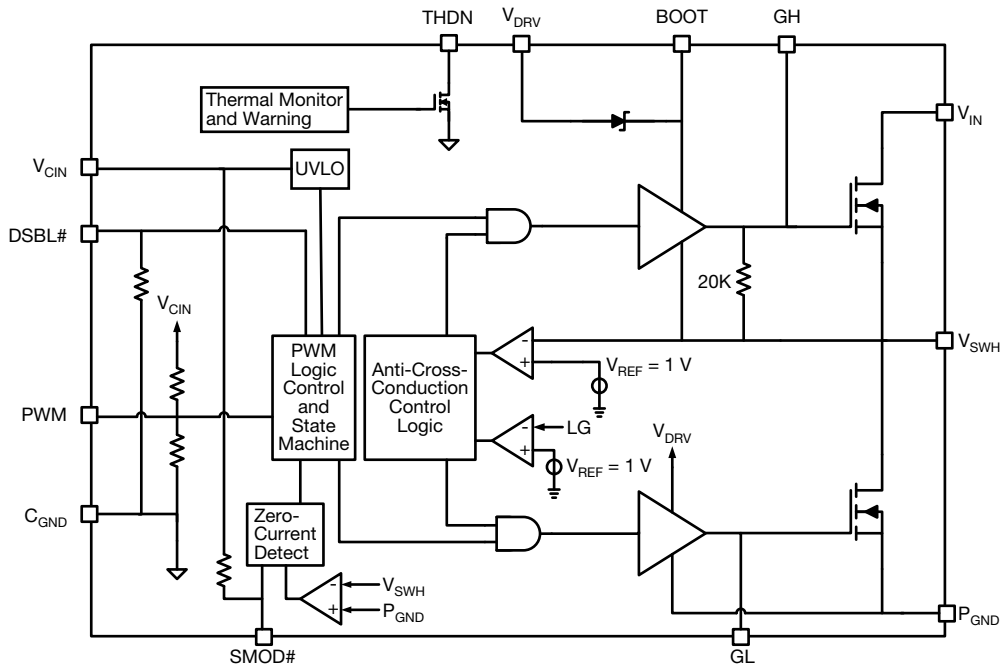 THDN
V_DRV
BOOT
GH
Thermal Monitor
and Warning
V_IN
V_CIN
UVLO
DSBL#
V_CIN
20K
PWM
Logic
Control
and
State
Machine
Anti-Cross-
Conduction
Control
Logic
-
+
V_REF = 1 V
V_SWH
PWM
-
+
LG
V_REF = 1 V
V_DRV
C_GND
Zero-
Current
Detect
-
+
V_SWH
P_GND
P_GND
SMOD#
GL